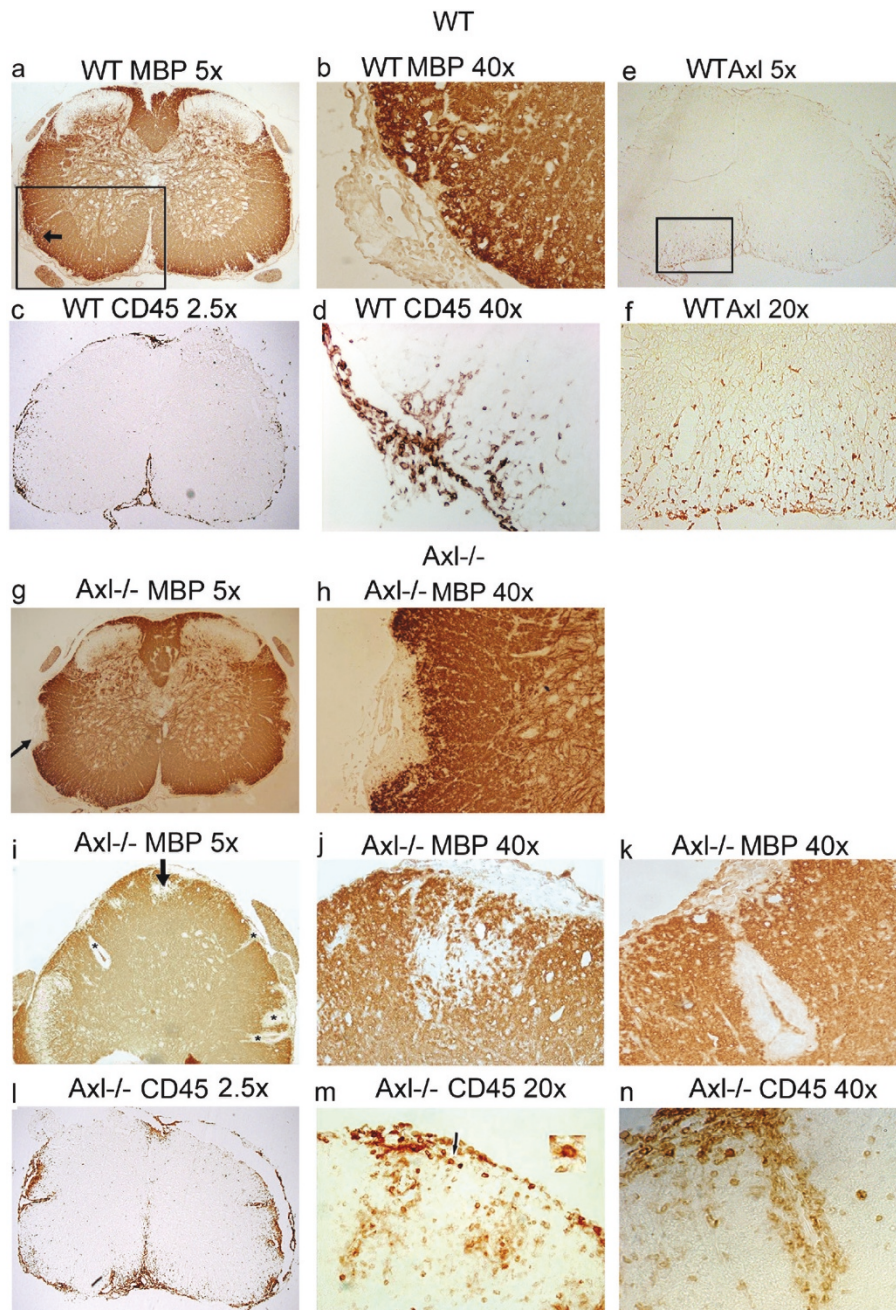 WT
a
WT MBP 5x
b
WT MBP 40x
e
WT Axl 5x
c
WT CD45 2.5x
d
WT CD45 40x
f
WT Axl 20x
Axl-/-
g
Axl-/- MBP 5x
h
Axl-/- MBP 40x
i
Axl-/- MBP 5x
j
Axl-/- MBP 40x
k
Axl-/- MBP 40x
*
*
*
*
l
Axl-/- CD45 2.5x
m
Axl-/- CD45 20x
n
Axl-/- CD45 40x